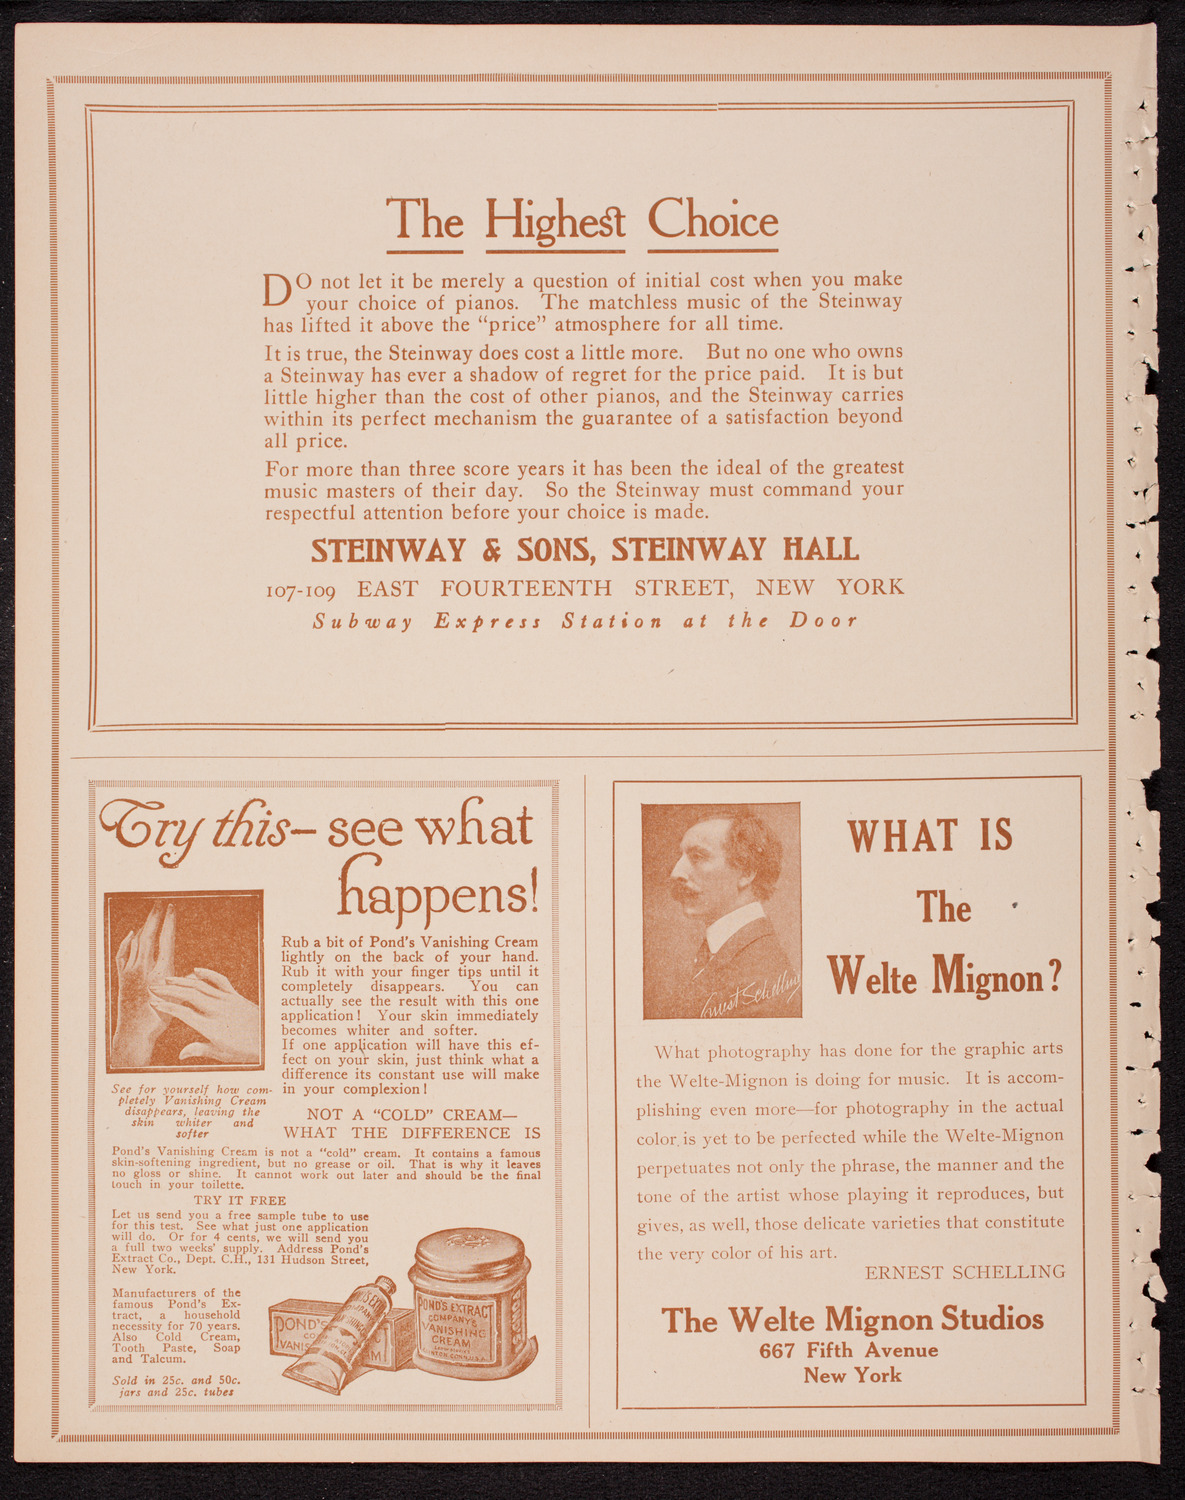 The Highest Choice
DO not let it be merely a question of initial cost when you make
your choice of pianos. The matchless music of the Steinway
has lifted it above the “price” atmosphere for all time.
It is true, the Steinway does cost a little more. But no one who owns
a Steinway has ever a shadow of regret for the price paid. It is but
little higher than the cost of other pianos, and the Steinway carries
within its perfect mechanism the guarantee of a satisfaction beyond
all price.
For more than three score years it has been the ideal of the greatest
music masters of their day. So the Steinway must command your
respectful attention before your choice is made.
STEINWAY & SONS, STEINWAY HALL
107-109 EAST FOURTEENTH STREET, NEW YORK
Subway Express Station at the Door
Try this—see what
happens!
Rub a bit of Pond's Vanishing Cream
lightly on the back of your hand.
Rub it with your finger tips until it
completely disappears. You can
actually see the result with this one
application! Your skin immediately
becomes whiter and softer.
If one application will have this ef-
fect on your skin, just think what a
difference its constant use will make
in your complexion!
See for yourself how com-
pletely Vanishing Cream
disappears, leaving the
skin whiter and
softer
NOT A “COLD” CREAM—
WHAT THE DIFFERENCE IS
Pond's Vanishing Cream is not a “cold” cream. It contains a famous
skin-softening ingredient, but no grease or oil. That is why it leaves
no gloss or shine. It cannot work out later and should be the final
touch in your toilette.
TRY IT FREE
Let us send you a free sample tube to use
for this test. See what just one application
will do. Or for 4 cents, we will send you
a full two weeks' supply. Address Pond's
Extract Co., Dept. C.H., 131 Hudson Street,
New York.
Manufacturers of the
famous Pond's Ex-
tract, a household
necessity for 70 years.
Also Cold Cream,
Tooth Paste, Soap
and Talcum.
Sold in 25c. and 50c.
jars and 25c. tubes
POND'S
VANIS
POND'S EXTRACT
COMPANY'S
VANISHING
CREAM
Ernest Schelling
WHAT IS
The
Welte Mignon?
What photography has done for the graphic arts
the Welte-Mignon is doing for music. It is accom-
plishing even more—for photography in the actual
color is yet to be perfected while the Welte-Mignon
perpetuates not only the phrase, the manner and the
tone of the artist whose playing it reproduces, but
gives, as well, those delicate varieties that constitute
the very color of his art.
ERNEST SCHELLING
The Welte Mignon Studios
667 Fifth Avenue
New York